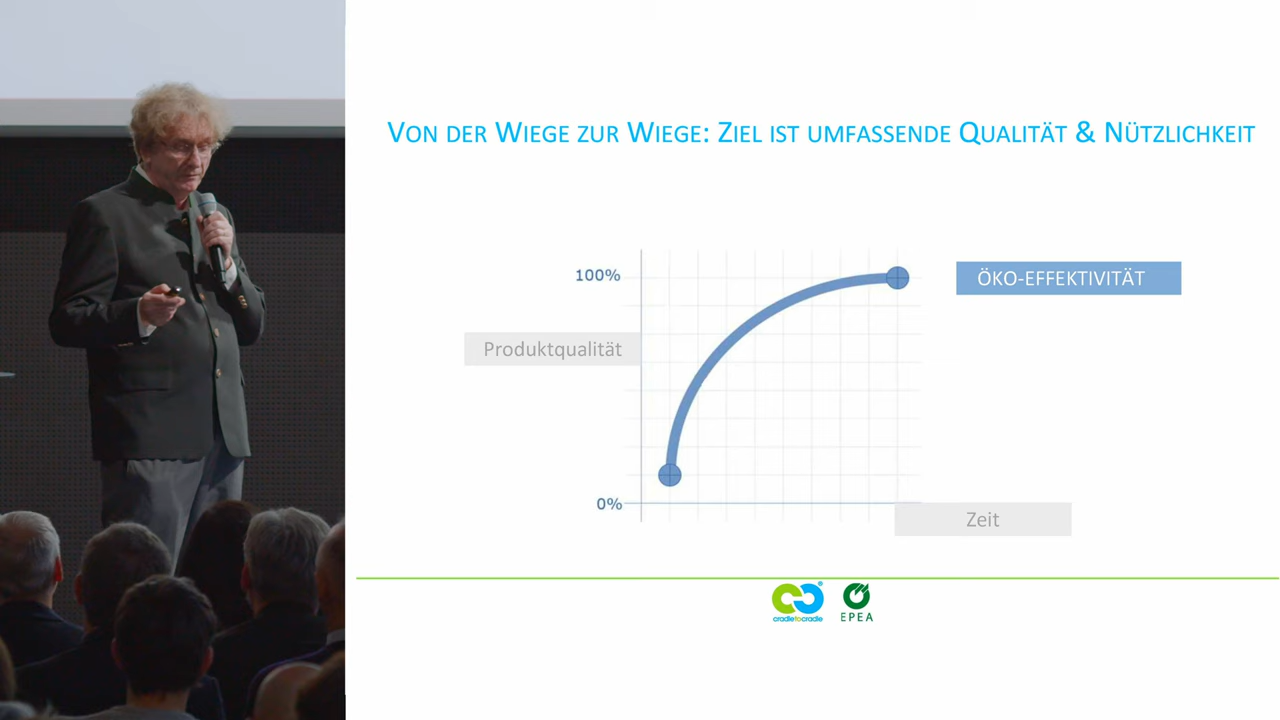 VON DER WIEGE ZUR WIEGE: ZIEL IST UMFASSENDE QUALITÄT & NÜTZLICHKEIT
100%
ÖKO-EFFEKTIVITÄT
Produktqualität
0%
Zeit
cradletocradle
EPEA